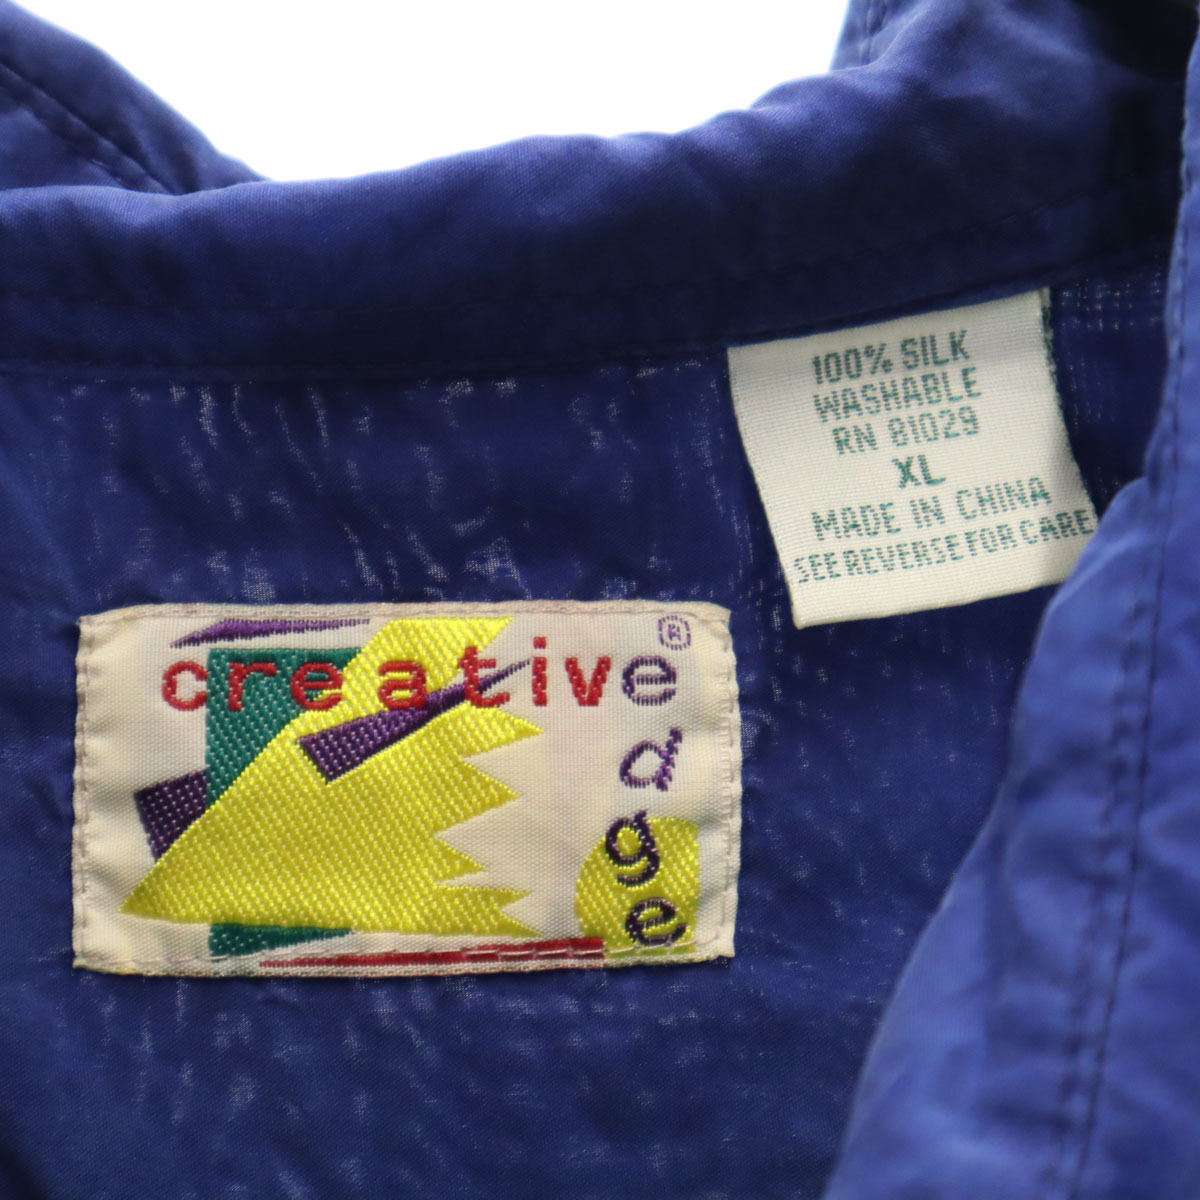 100% SILK
WASHABLE
RN 81029
XL
MADE IN CHINA
SEE REVERSE FOR CARE
creative®
edge